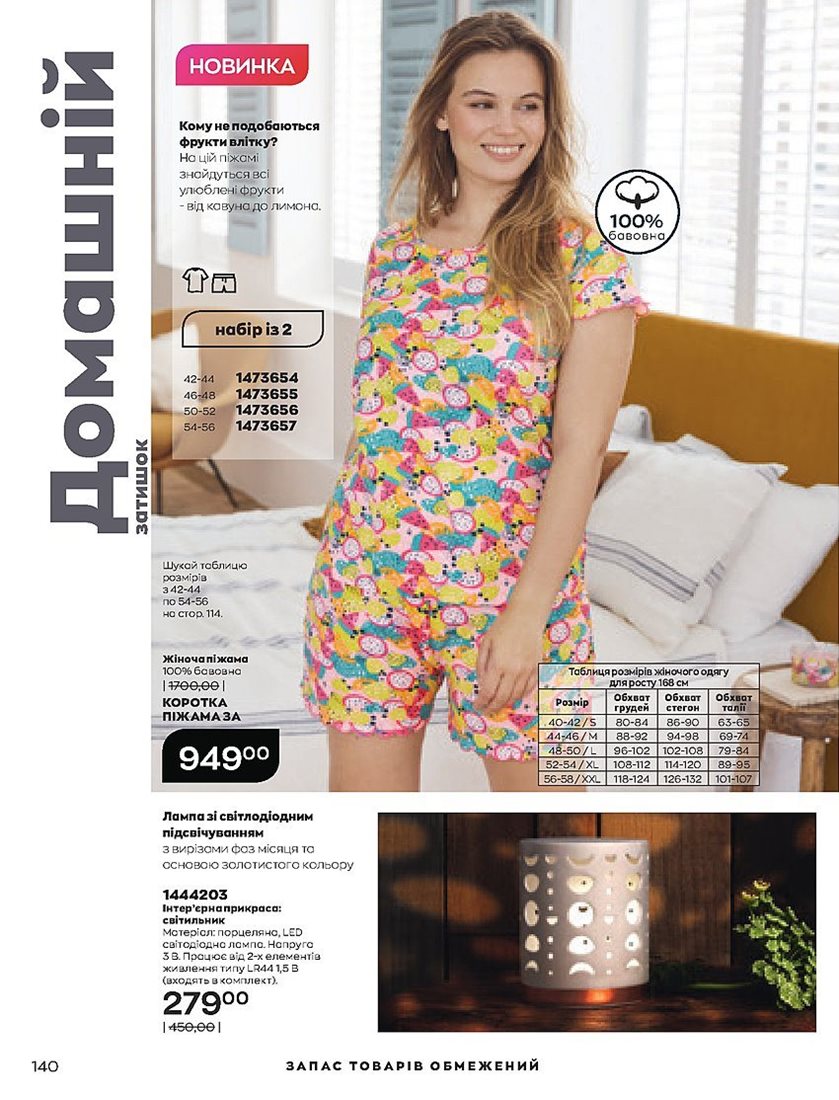 Домашній
затишок
НОВИНКА
Кому не подобаються
фрукти влітку?
На цій піжамі
знайдуться всі
улюблені фрукти
- від кавуна до лимона.
100%
бавовна
набір із 2
42-44 1473654
46-48 1473655
50-52 1473656
54-56 1473657
Шукай таблицю
розмірів
з 42-44
по 54-56
на стор. 114.
Жіноча піжама
100% бавовна
| 1700,00 |
КОРОТКА
ПІЖАМА ЗА
949⁰⁰
Таблиця розмірів жіночого одягу
для росту 168 см
Розмір Обхват грудей Обхват стегон Обхват талії
40-42 / S 80-84 86-90 63-65
44-46 / M 88-92 94-98 69-74
48-50 / L 96-102 102-108 79-84
52-54 / XL 108-112 114-120 89-95
56-58 / XXL 118-124 126-132 101-107
Лампа зі світлодіодним
підсвічуванням
з вирізами фаз місяця та
основою золотистого кольору
1444203
Інтер'єрна прикраса:
світильник
Матеріал: порцеляна, LED
світодіодна лампа. Напруга
3 В. Працює від 2-х елементів
живлення типу LR44 1,5 В
(входять в комплект).
279⁰⁰
| 450,00 |
140
ЗАПАС ТОВАРІВ ОБМЕЖЕНИЙ